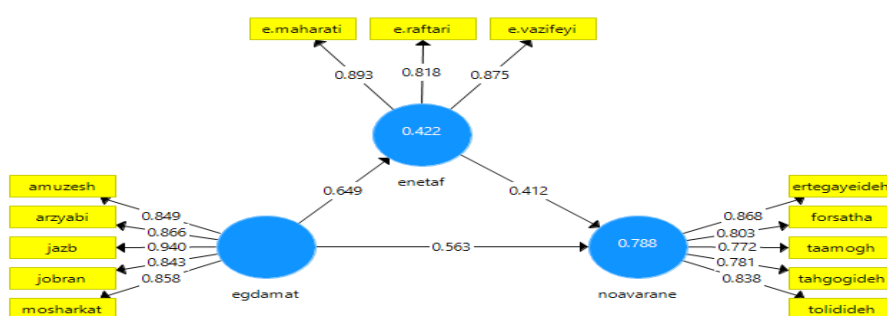 e.maharati
e.raftari
e.vazifeyi
0.893
0.818
0.875
0.422
enetaf
0.649
0.412
amuzesh
arzyabi
jazb
jobran
mosharkat
0.849
0.866
0.940
0.843
0.858
egdamat
0.563
0.788
noavarane
0.868
0.803
0.772
0.781
0.838
ertegayeideh
forsatha
taamogh
tahgogideh
tolidideh